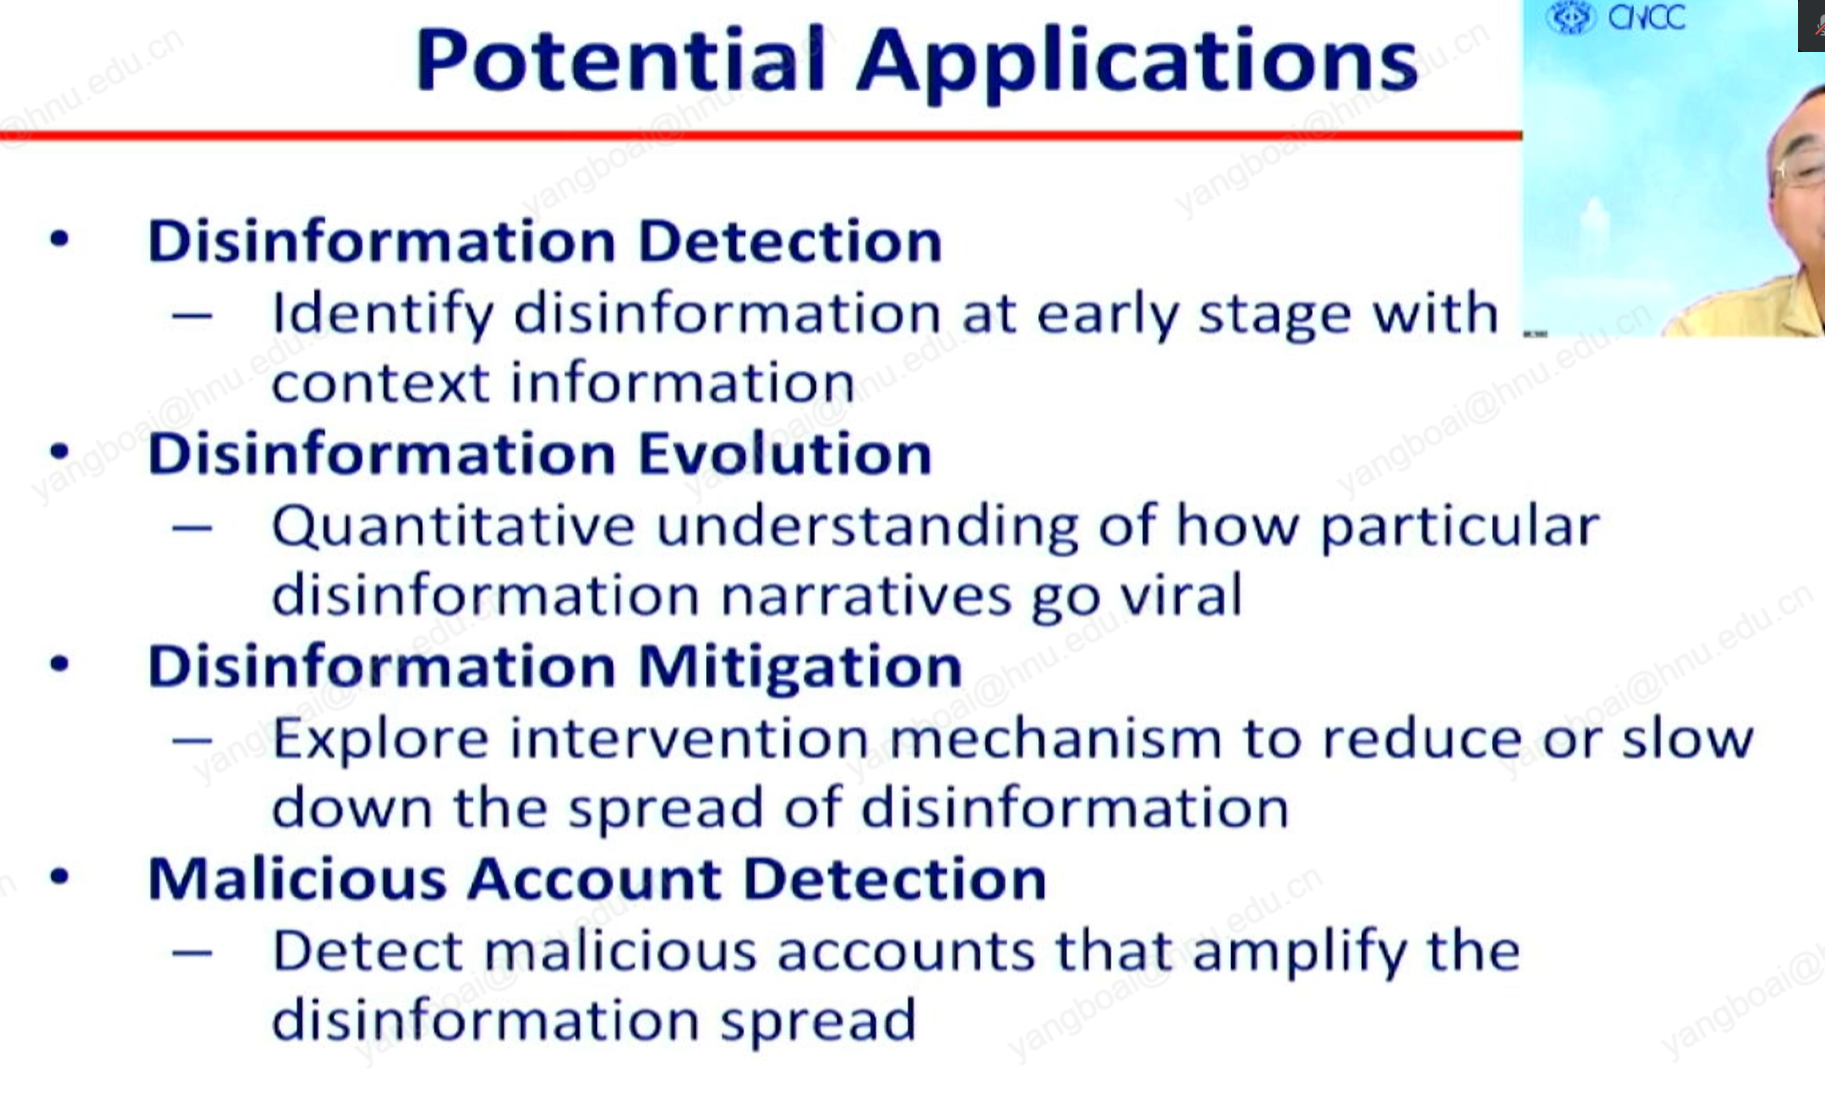 Potential Applications
CNCC
• Disinformation Detection
– Identify disinformation at early stage with
context information
• Disinformation Evolution
– Quantitative understanding of how particular
disinformation narratives go viral
• Disinformation Mitigation
– Explore intervention mechanism to reduce or slow
down the spread of disinformation
• Malicious Account Detection
– Detect malicious accounts that amplify the
disinformation spread
yangboai@hnu.edu.cn